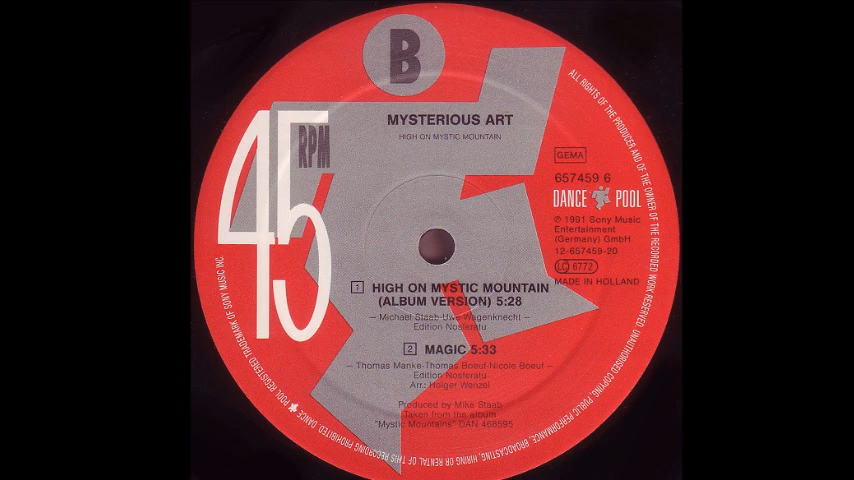 B
MYSTERIOUS ART
HIGH ON MYSTIC MOUNTAIN
45
RPM
GEMA
657459 6
DANCE POOL
℗ 1991 Sony Music
Entertainment
(Germany) GmbH
12-657459-20
LC 6772
MADE IN HOLLAND
1 HIGH ON MYSTIC MOUNTAIN
(ALBUM VERSION) 5:28
— Michael Staab-Uwe Wagenknecht —
Edition Nosferatu
2 MAGIC 5:33
— Thomas Manke-Thomas Boeuf-Nicole Boeuf —
Edition Nosferatu
Arr.: Holger Wenzel
Produced by Mike Staab
Taken from the album
"Mystic Mountains" DAN 468595
ALL RIGHTS OF THE PRODUCER AND OF THE OWNER OF THE RECORDED WORK RESERVED. UNAUTHORISED COPYING, PUBLIC PERFORMANCE, BROADCASTING, HIRING OR RENTAL OF THIS RECORDING PROHIBITED. DANCE POOL REGISTERED TRADEMARK OF SONY MUSIC INC.